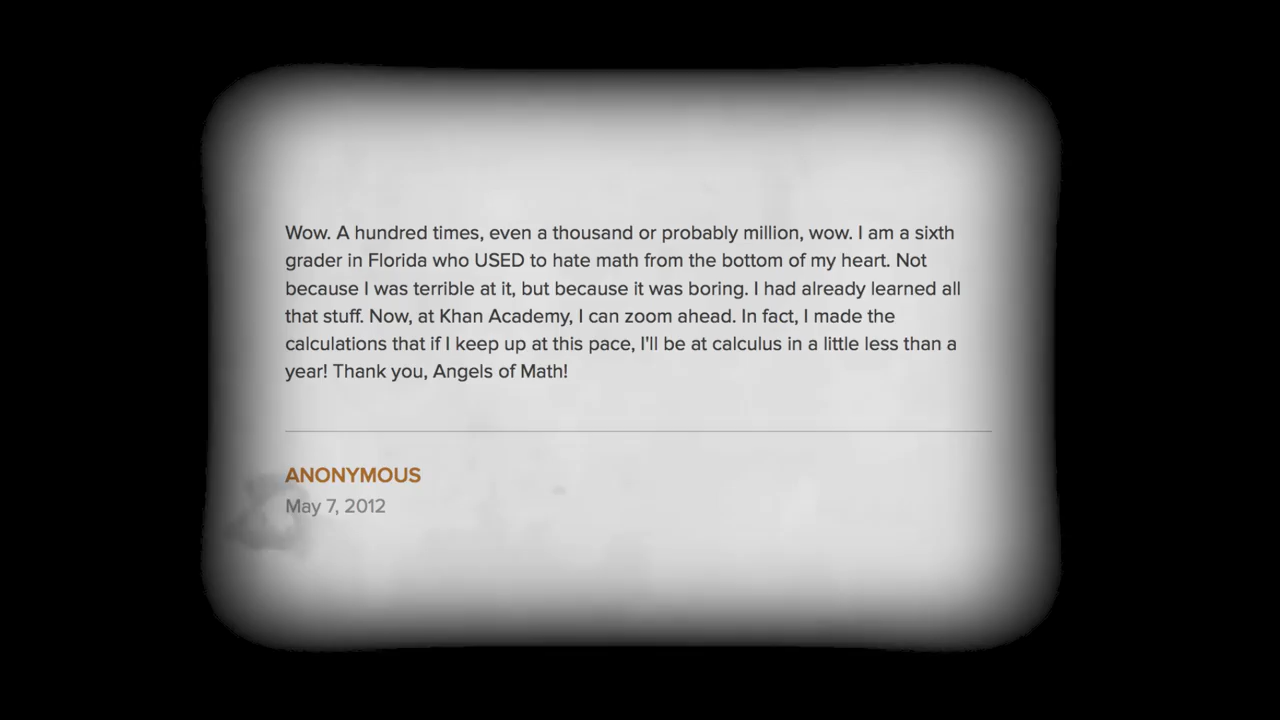 Wow. A hundred times, even a thousand or probably million, wow. I am a sixth
grader in Florida who USED to hate math from the bottom of my heart. Not
because I was terrible at it, but because it was boring. I had already learned all
that stuff. Now, at Khan Academy, I can zoom ahead. In fact, I made the
calculations that if I keep up at this pace, I'll be at calculus in a little less than a
year! Thank you, Angels of Math!
ANONYMOUS
May 7, 2012